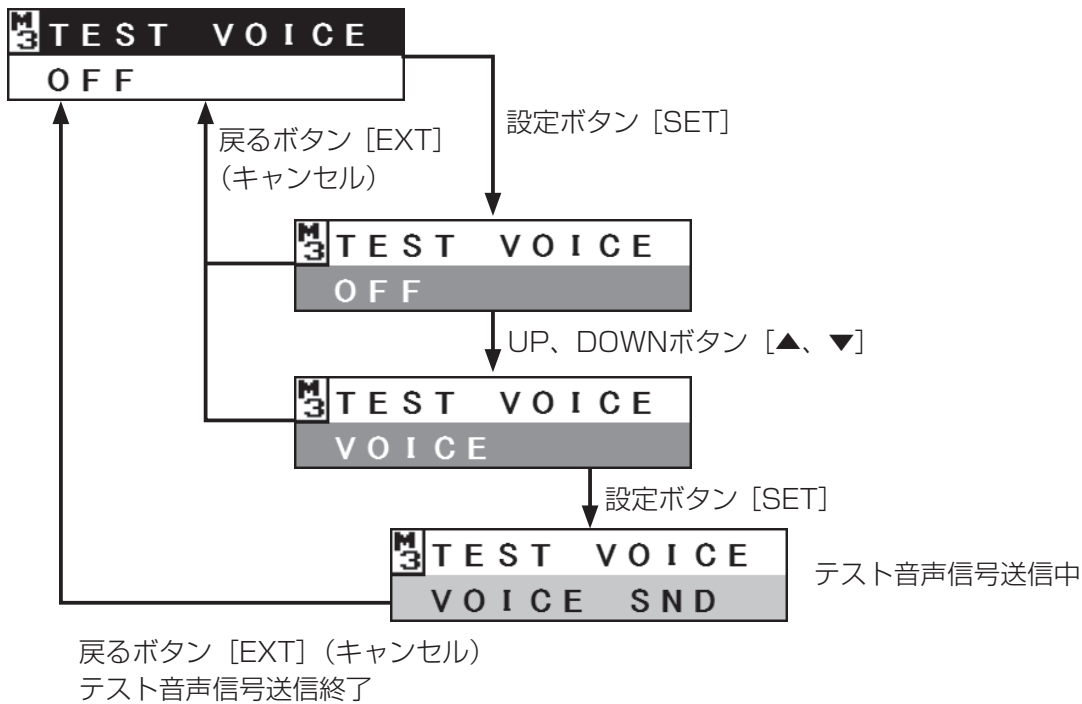 M3 TEST VOICE
OFF
設定ボタン［SET］
戻るボタン［EXT］
（キャンセル）
M3 TEST VOICE
OFF
UP、DOWNボタン［▲、▼］
M3 TEST VOICE
VOICE
設定ボタン［SET］
M3 TEST VOICE
VOICE SND
テスト音声信号送信中
戻るボタン［EXT］（キャンセル）
テスト音声信号送信終了